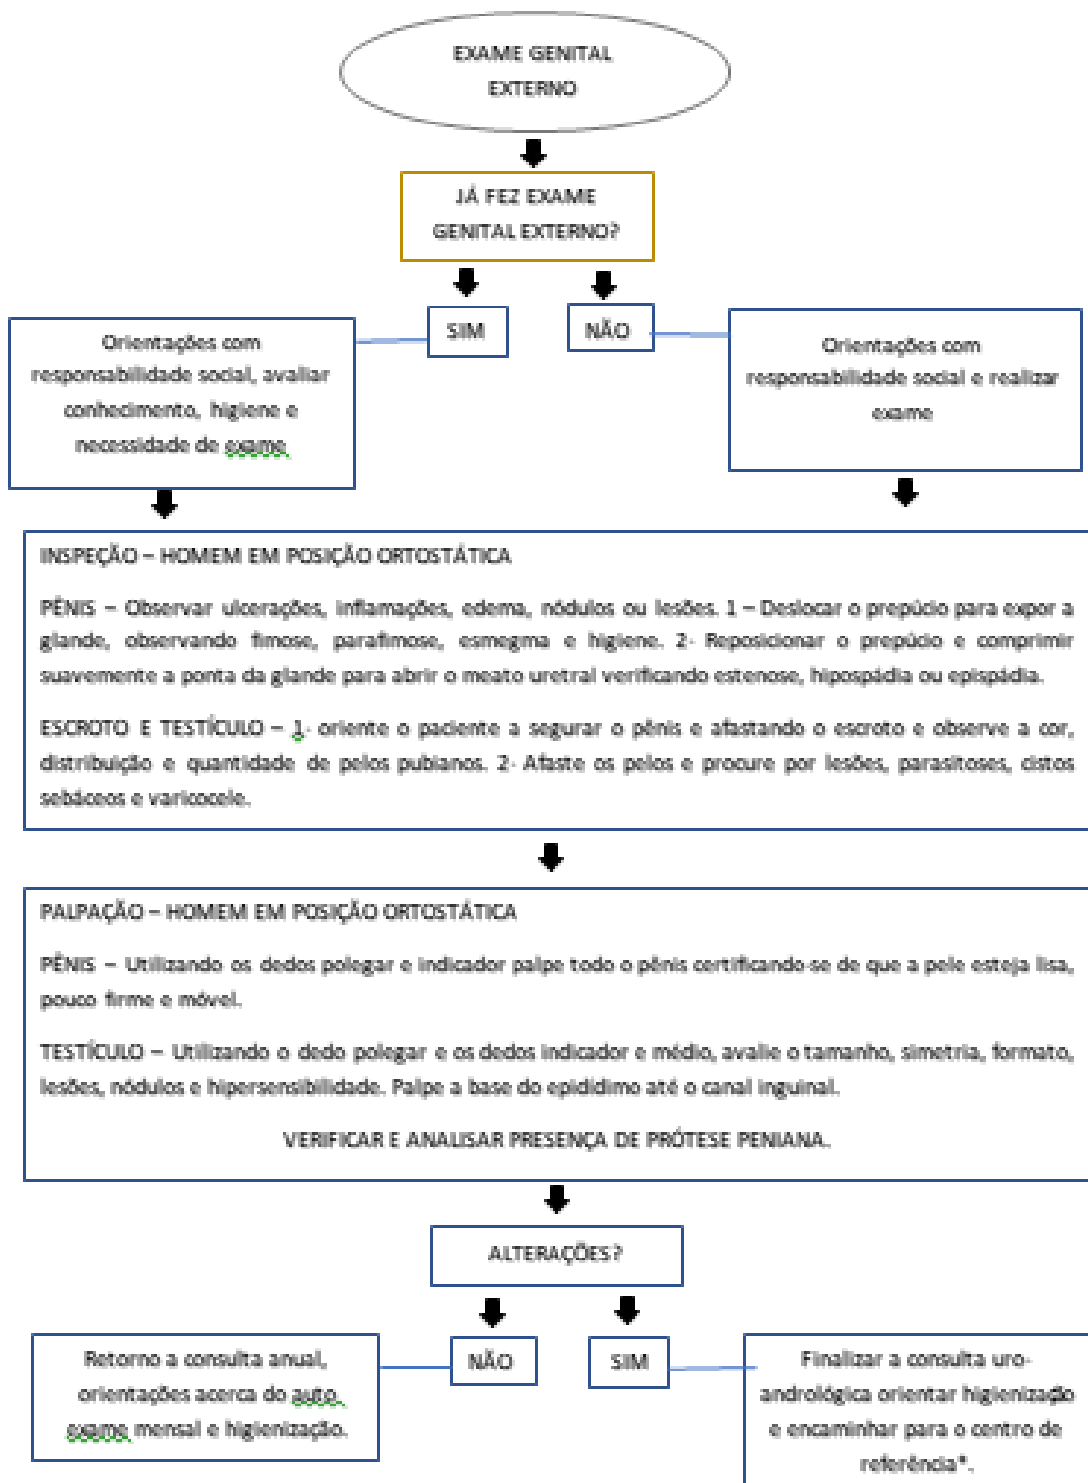 EXAME GENITAL
EXTERNO
JÁ FEZ EXAME
GENITAL EXTERNO?
SIM
NÃO
Orientações com
responsabilidade social, avaliar
conhecimento, higiene e
necessidade de exame
Orientações com
responsabilidade social e realizar
exame
INSPEÇÃO – HOMEM EM POSIÇÃO ORTOSTÁTICA
PÊNIS – Observar ulcerações, inflamações, edema, nódulos ou lesões. 1 – Deslocar o prepúcio para expor a
glande, observando fimose, parafimose, esmegma e higiene. 2- Reposicionar o prepúcio e comprimir
suavemente a ponta da glande para abrir o meato uretral verificando estenose, hipospádia ou epispádia.
ESCROTO E TESTÍCULO – 1- oriente o paciente a segurar o pênis e afastando o escroto e observe a cor,
distribuição e quantidade de pelos pubianos. 2- Afaste os pelos e procure por lesões, parasitoses, cistos
sebáceos e varicocele.
PALPAÇÃO – HOMEM EM POSIÇÃO ORTOSTÁTICA
PÊNIS – Utilizando os dedos polegar e indicador palpe todo o pênis certificando-se de que a pele esteja lisa,
pouco firme e móvel.
TESTÍCULO – Utilizando o dedo polegar e os dedos indicador e médio, avalie o tamanho, simetria, formato,
lesões, nódulos e hipersensibilidade. Palpe a base do epidídimo até o canal inguinal.
VERIFICAR E ANALISAR PRESENÇA DE PRÓTESE PENIANA.
ALTERAÇÕES?
NÃO
SIM
Retorno a consulta anual,
orientações acerca do auto
exame mensal e higienização.
Finalizar a consulta uro-
andrológica orientar higienização
e encaminhar para o centro de
referência*.